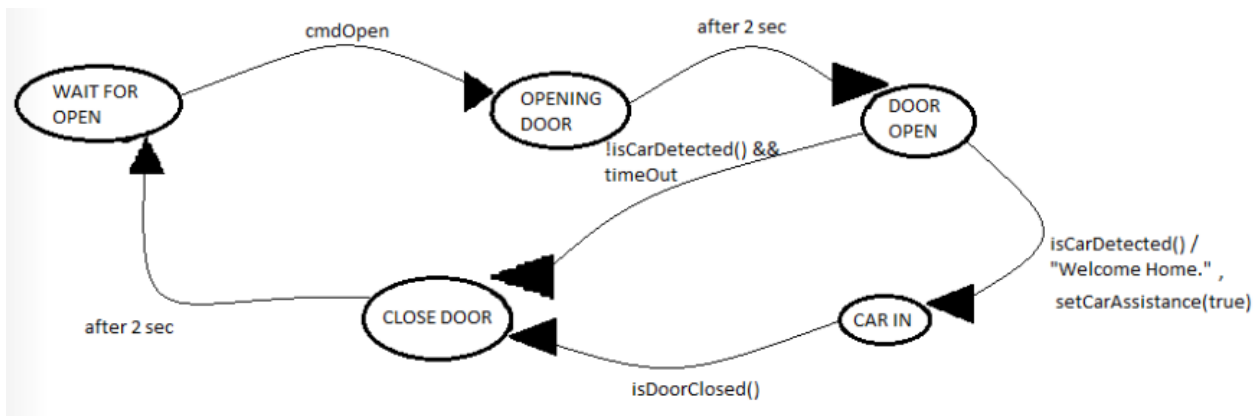 cmdOpen
after 2 sec
WAIT FOR
OPEN
OPENING
DOOR
DOOR
OPEN
!isCarDetected() &&
timeOut
isCarDetected() /
"Welcome Home." ,
setCarAssistance(true)
CLOSE DOOR
CAR IN
after 2 sec
isDoorClosed()